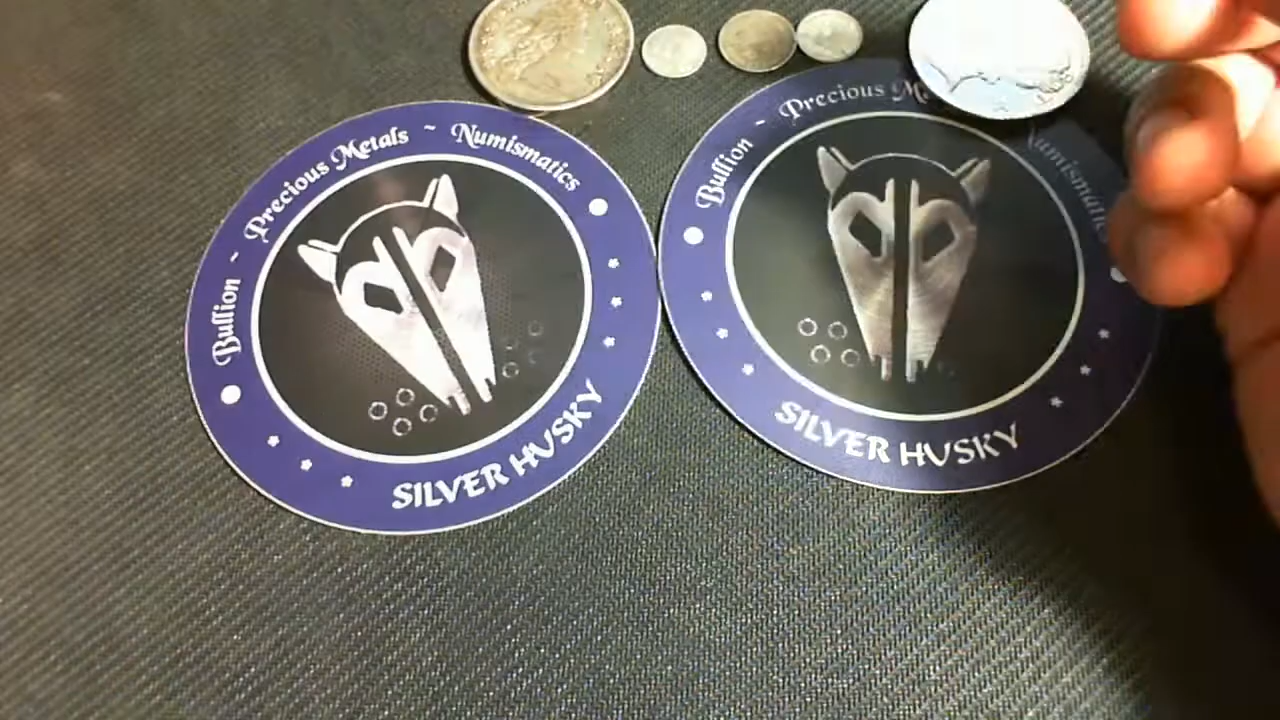 Bullion ~ Precious Metals ~ Numismatics
SILVER HUSKY
Bullion ~ Precious
SILVER HUSKY